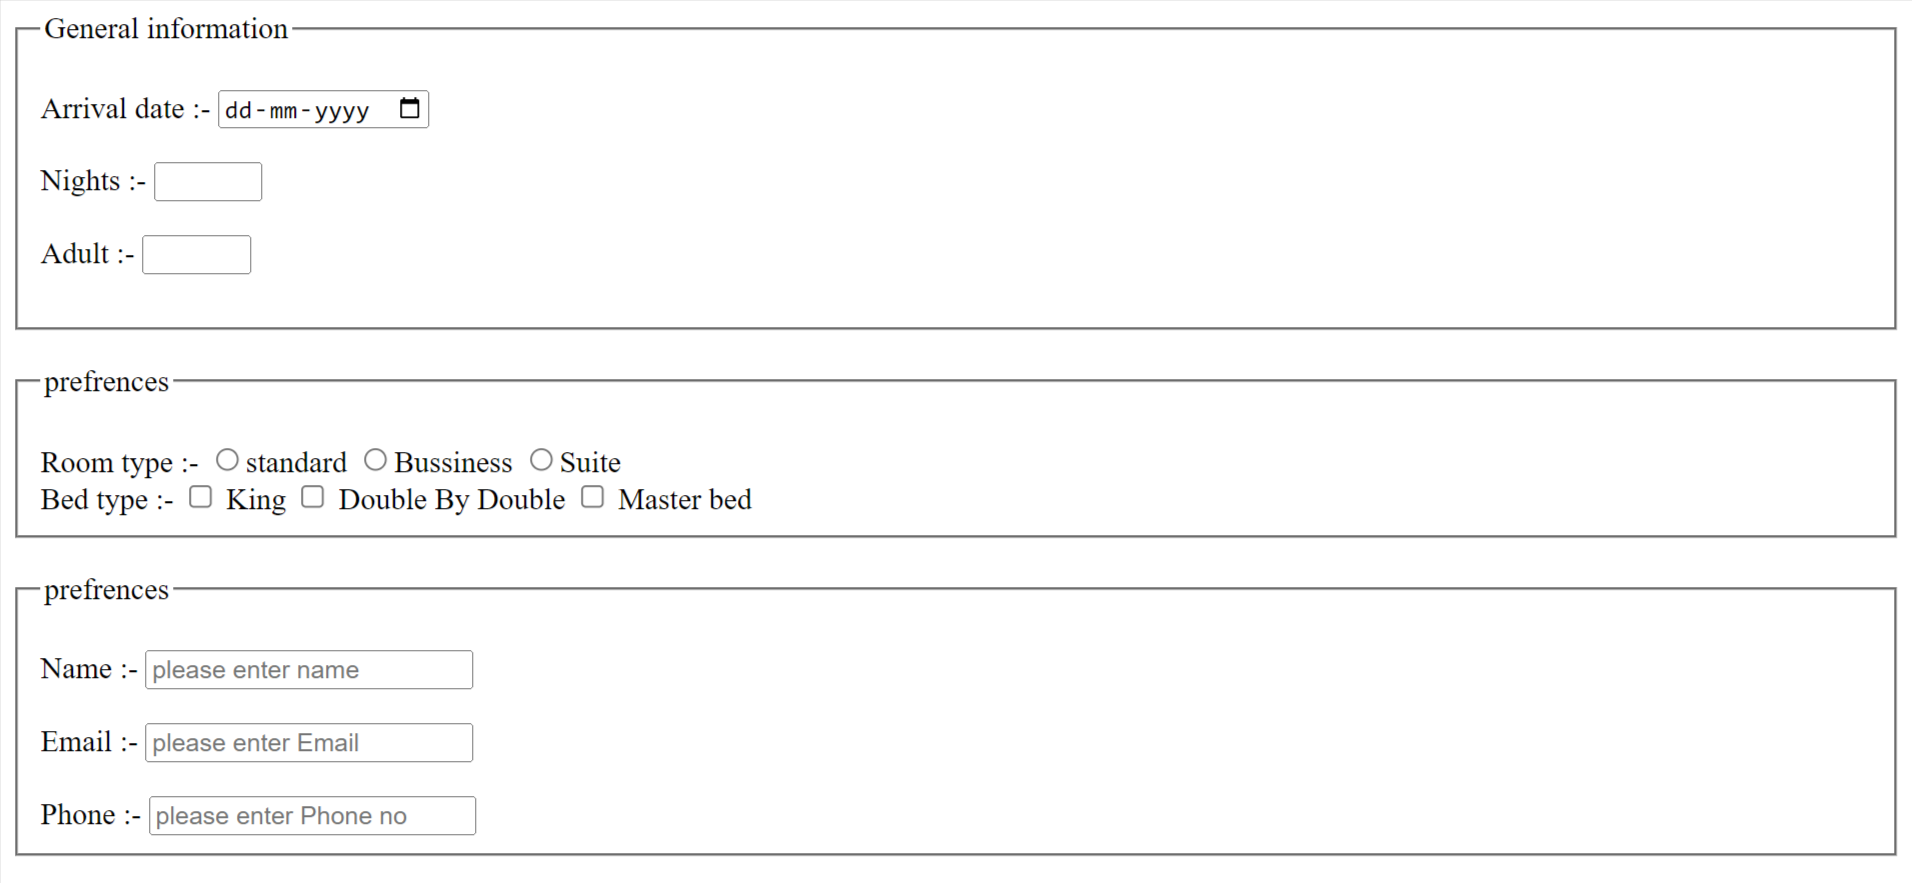 General information
Arrival date :- dd-mm-yyyy
Nights :-
Adult :-
prefrences
Room type :- standard Bussiness Suite
Bed type :- King Double By Double Master bed
prefrences
Name :- please enter name
Email :- please enter Email
Phone :- please enter Phone no